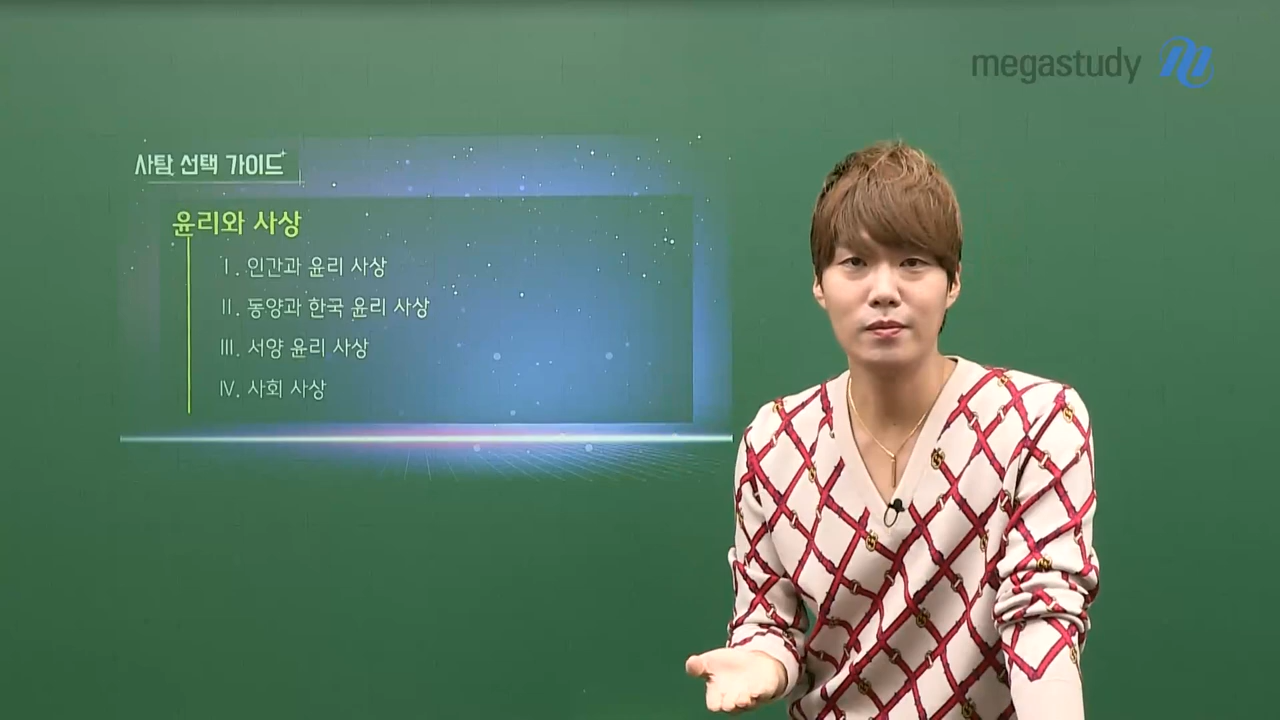 megastudy
사탐 선택 가이드
윤리와 사상
Ⅰ. 인간과 윤리 사상
Ⅱ. 동양과 한국 윤리 사상
Ⅲ. 서양 윤리 사상
Ⅳ. 사회 사상